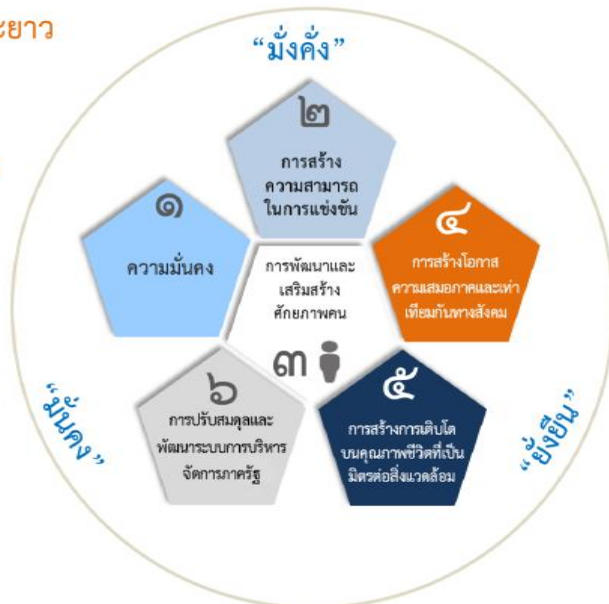 ะยาว
“มั่งคั่ง”
๒
การสร้าง
ความสามารถ
ในการแข่งขัน
๑
ความมั่นคง
๔
การสร้างโอกาส
ความเสมอภาคและเท่า
เทียมกันทางสังคม
การพัฒนาและ
เสริมสร้าง
ศักยภาพคน
๓
๖
การปรับสมดุลและ
พัฒนาระบบการบริหาร
จัดการภาครัฐ
๕
การสร้างการเติบโต
บนคุณภาพชีวิตที่เป็น
มิตรต่อสิ่งแวดล้อม
“มั่นคง”
“ยั่งยืน”